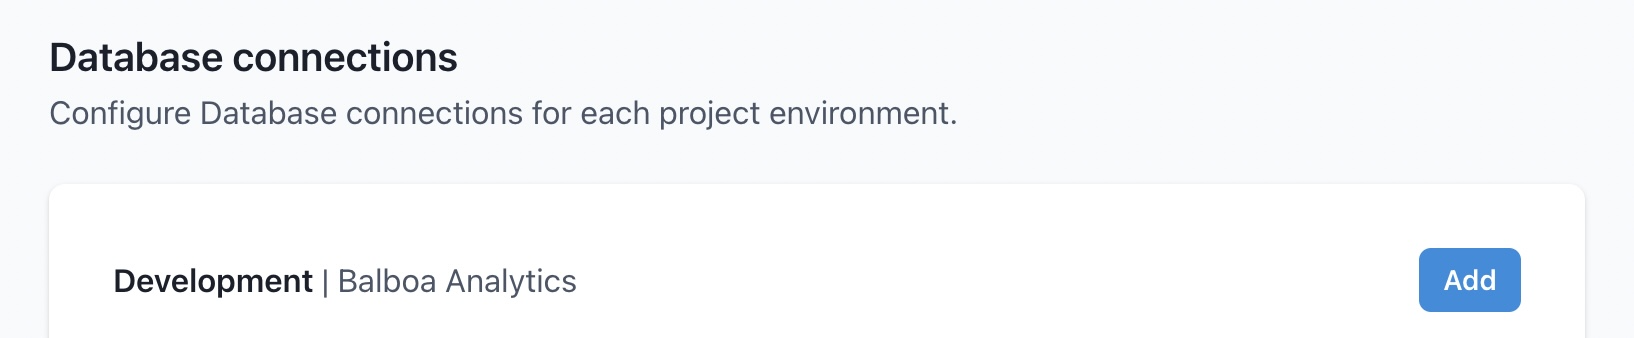 Database connections
Configure Database connections for each project environment.
Development | Balboa Analytics
Add